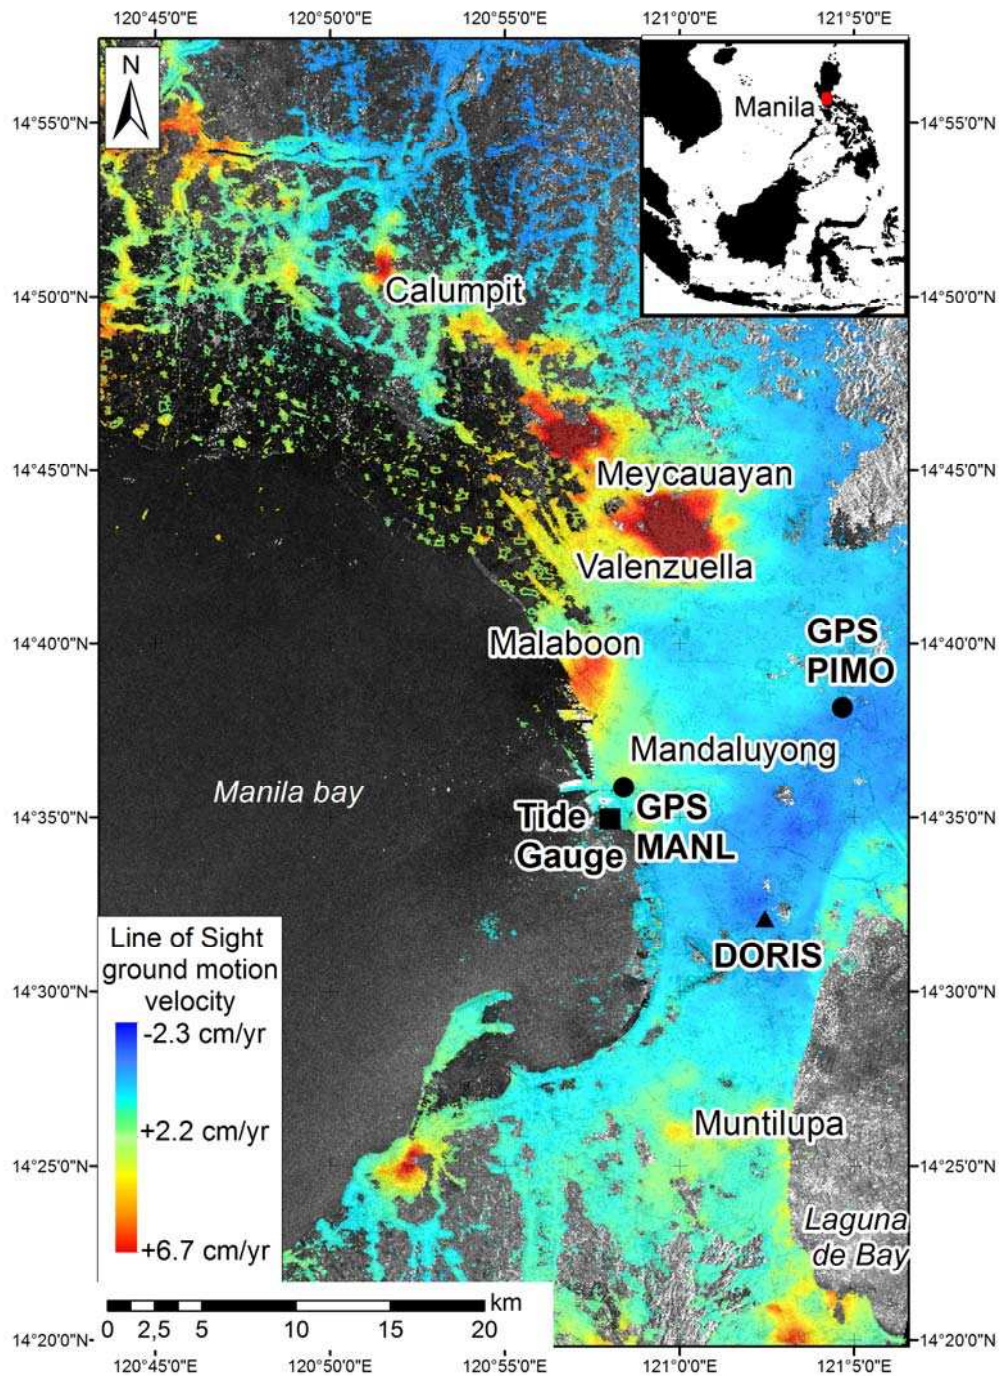 120°45'0"E 120°50'0"E 120°55'0"E 121°0'0"E 121°5'0"E
N
Manila
14°55'0"N 14°55'0"N
Calumpit
14°50'0"N 14°50'0"N
14°45'0"N Meycauayan 14°45'0"N
Valenzuella
14°40'0"N Malaboon 14°40'0"N
GPS
PIMO
Mandaluyong
Manila bay
14°35'0"N 14°35'0"N
Tide
Gauge
GPS
MANL
DORIS
14°30'0"N 14°30'0"N
Line of Sight
ground motion
velocity
-2.3 cm/yr
+2.2 cm/yr
+6.7 cm/yr
Muntilupa
14°25'0"N 14°25'0"N
Laguna
de Bay
km
0 2,5 5 10 15 20
14°20'0"N 14°20'0"N
120°45'0"E 120°50'0"E 120°55'0"E 121°0'0"E 121°5'0"E